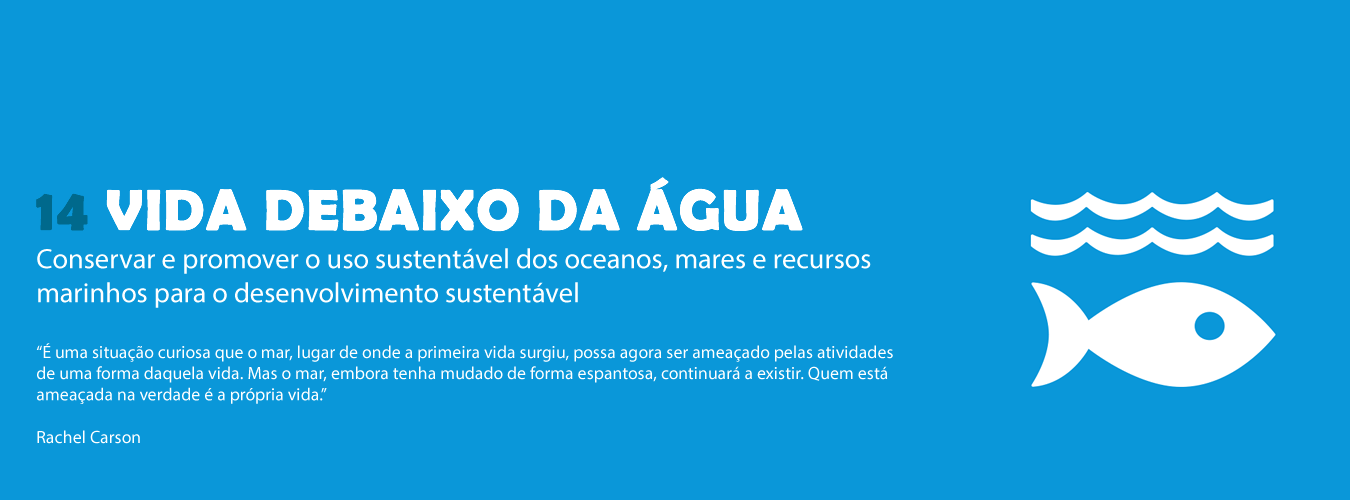 14 VIDA DEBAIXO DA ÁGUA
Conservar e promover o uso sustentável dos oceanos, mares e recursos
marinhos para o desenvolvimento sustentável
“É uma situação curiosa que o mar, lugar de onde a primeira vida surgiu, possa agora ser ameaçado pelas atividades
de uma forma daquela vida. Mas o mar, embora tenha mudado de forma espantosa, continuará a existir. Quem está
ameaçada na verdade é a própria vida.”
Rachel Carson